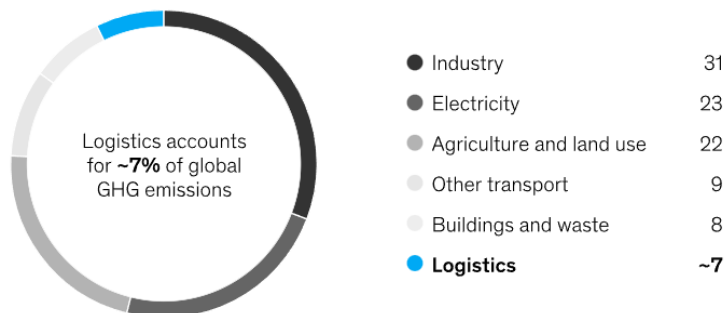 Logistics accounts
for ~7% of global
GHG emissions
Industry 31
Electricity 23
Agriculture and land use 22
Other transport 9
Buildings and waste 8
Logistics ~7